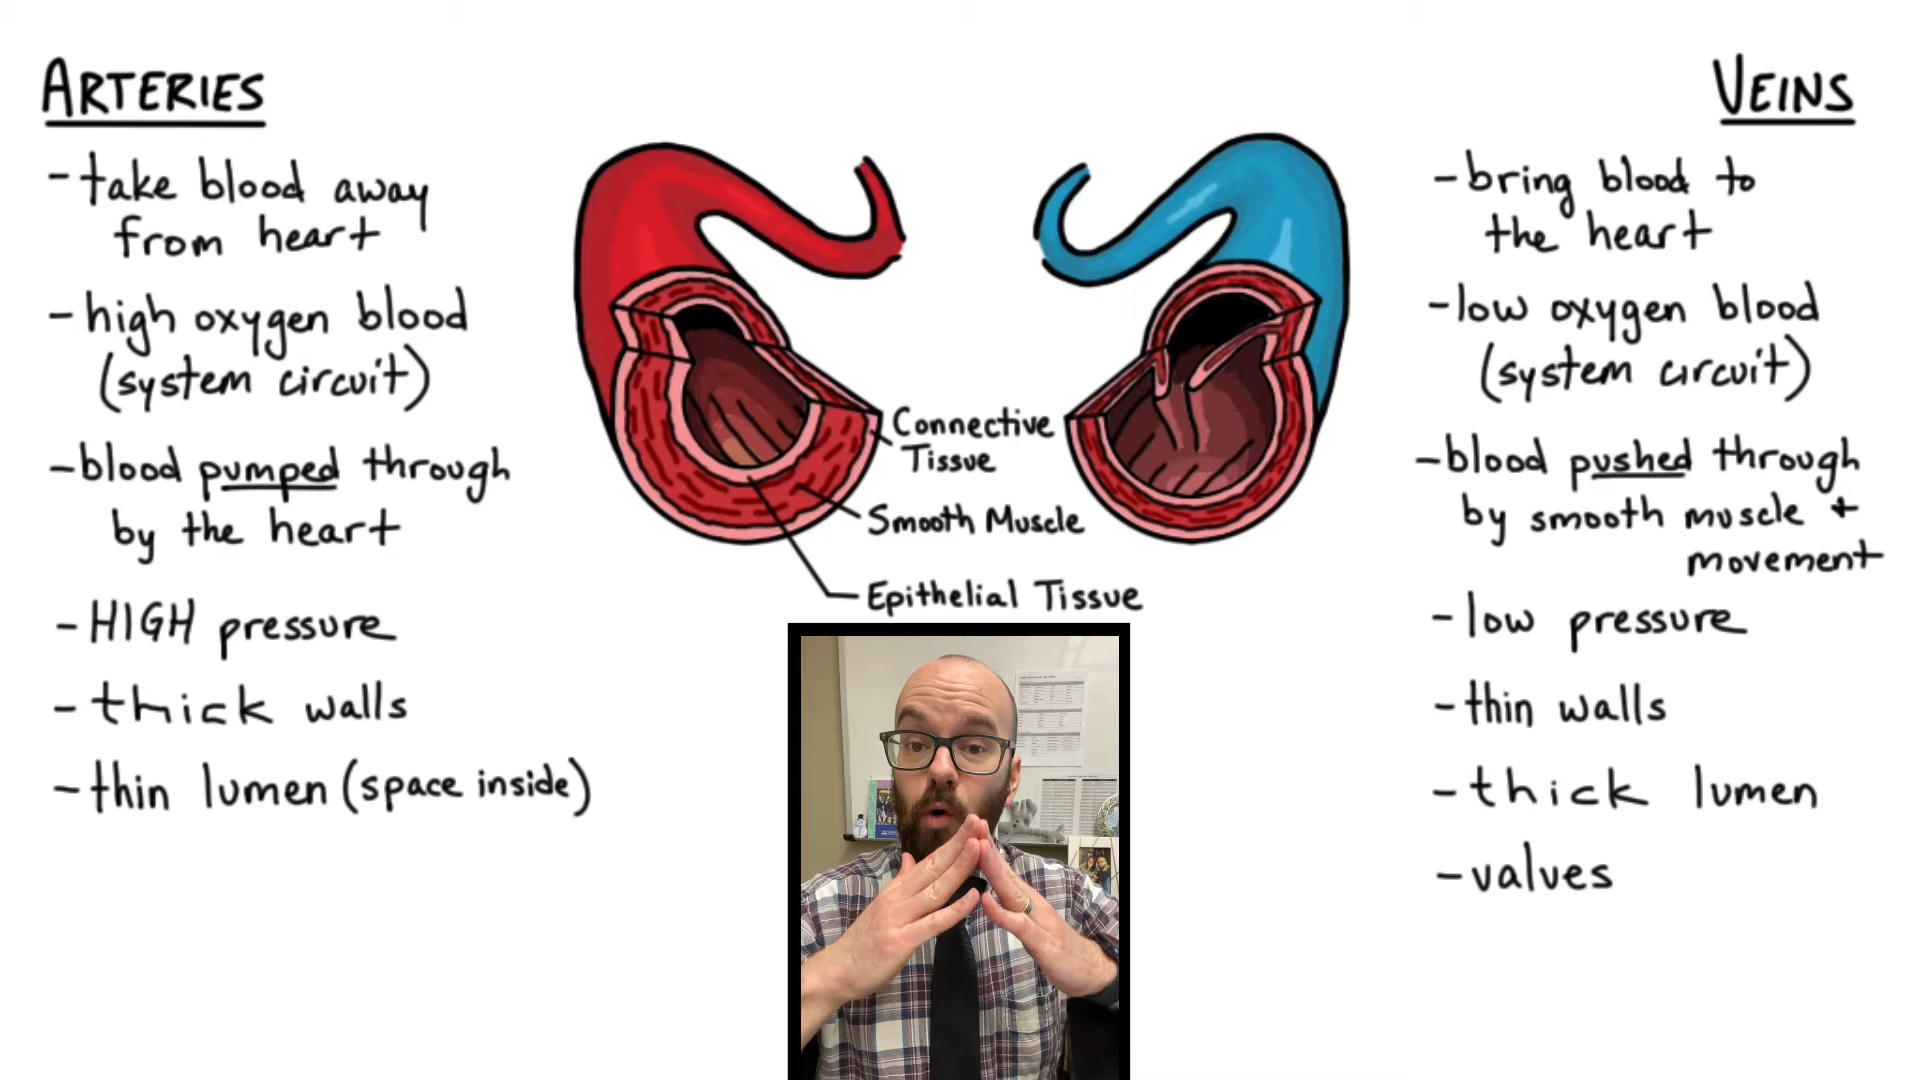 ARTERIES
-take blood away
from heart
-high oxygen blood
(system circuit)
-blood pumped through
by the heart
-HIGH pressure
-thick walls
-thin lumen (space inside)
Connective
Tissue
Smooth Muscle
Epithelial Tissue
VEINS
-bring blood to
the heart
-low oxygen blood
(system circuit)
-blood pushed through
by smooth muscle +
movement
-low pressure
-thin walls
-thick lumen
-values